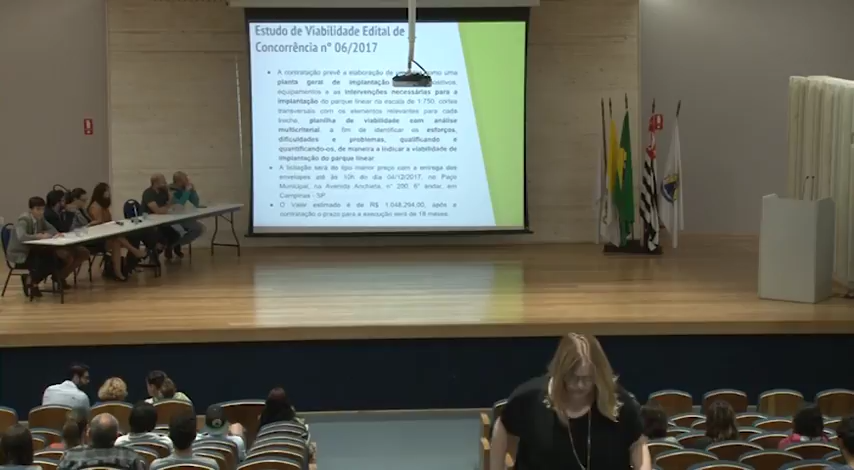 Estudo de Viabilidade Edital de
Concorrência n° 06/2017
• A contratação prevê a elaboração de como uma
planta geral de implantação
equipamentos e as intervenções necessárias para a
implantação do parque linear na escala de 1:750, cortes
transversais com os elementos relevantes para cada
trecho, planilha de viabilidade com análise
multicriterial a fim de identificar os esforços,
dificuldades e problemas, qualificando e
quantificando-os, de maneira a indicar a viabilidade de
implantação do parque linear
• A licitação será do tipo menor preço com a entrega dos
envelopes até às 10h do dia 04/12/2017, no Paço
Municipal, na Avenida Anchieta, n° 200, 6° andar, em
Campinas - SP
• O Valor estimado é de R$ 1.048.294,00, após a
contratação o prazo para a execução será de 18 meses.